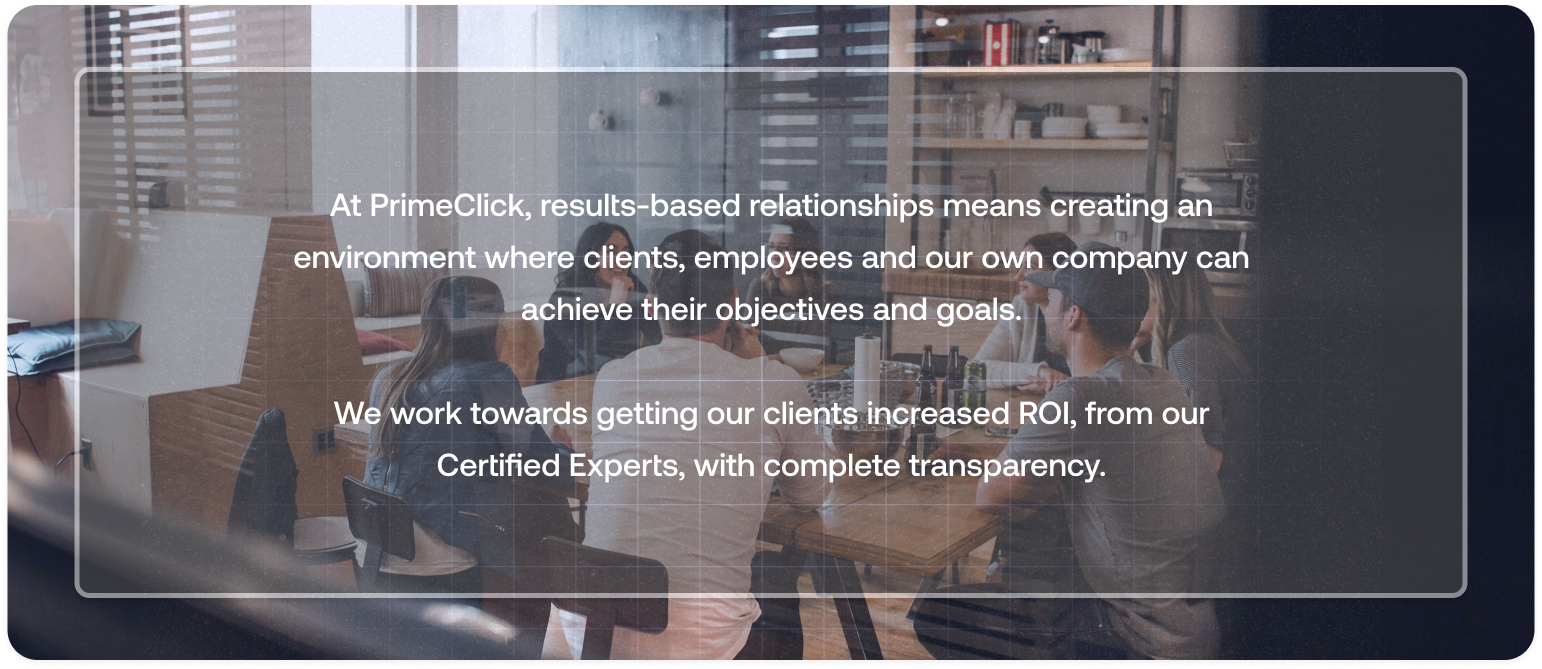 At PrimeClick, results-based relationships means creating an
environment where clients, employees and our own company can
achieve their objectives and goals.
We work towards getting our clients increased ROI, from our
Certified Experts, with complete transparency.